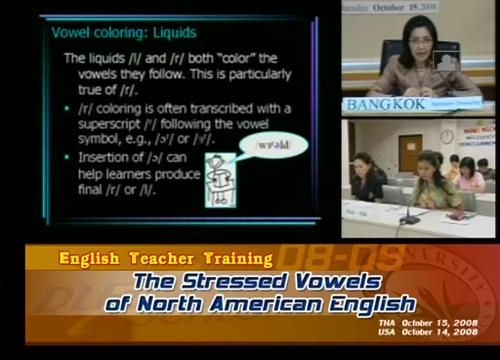 Vowel coloring: Liquids
The liquids /l/ and /r/ both "color" the
vowels they follow. This is particularly
true of /r/.
• /r/ coloring is often transcribed with a
superscript /ʳ/ following the vowel
symbol, e.g., /ɔʳ/ or /ɝ/.
• Insertion of /ə/ can
help learners produce
final /r/ or /l/.
/wɜʳəld/
October 15, 2008
BANGKOK
English Teacher Training
08-09
The Stressed Vowels
of North American English
THA October 15, 2008
USA October 14, 2008